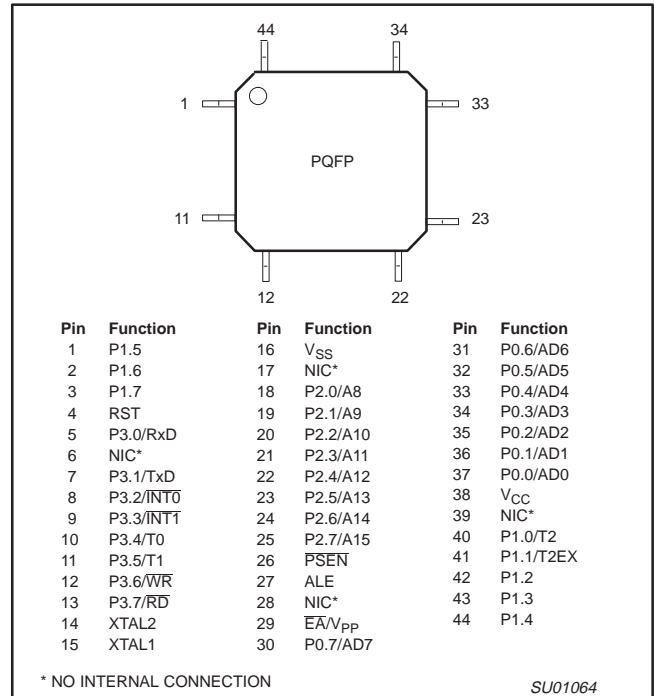 44 34
1 33
PQFP
11 23
12 22
Pin Function Pin Function Pin Function
1 P1.5 16 VSS 31 P0.6/AD6
2 P1.6 17 NIC* 32 P0.5/AD5
3 P1.7 18 P2.0/A8 33 P0.4/AD4
4 RST 19 P2.1/A9 34 P0.3/AD3
5 P3.0/RxD 20 P2.2/A10 35 P0.2/AD2
6 NIC* 21 P2.3/A11 36 P0.1/AD1
7 P3.1/TxD 22 P2.4/A12 37 P0.0/AD0
8 P3.2/I̅N̅T̅0̅ 23 P2.5/A13 38 VCC
9 P3.3/I̅N̅T̅1̅ 24 P2.6/A14 39 NIC*
10 P3.4/T0 25 P2.7/A15 40 P1.0/T2
11 P3.5/T1 26 P̅S̅E̅N̅ 41 P1.1/T2EX
12 P3.6/W̅R̅ 27 ALE 42 P1.2
13 P3.7/R̅D̅ 28 NIC* 43 P1.3
14 XTAL2 29 E̅A̅/VPP 44 P1.4
15 XTAL1 30 P0.7/AD7
* NO INTERNAL CONNECTION
SU01064